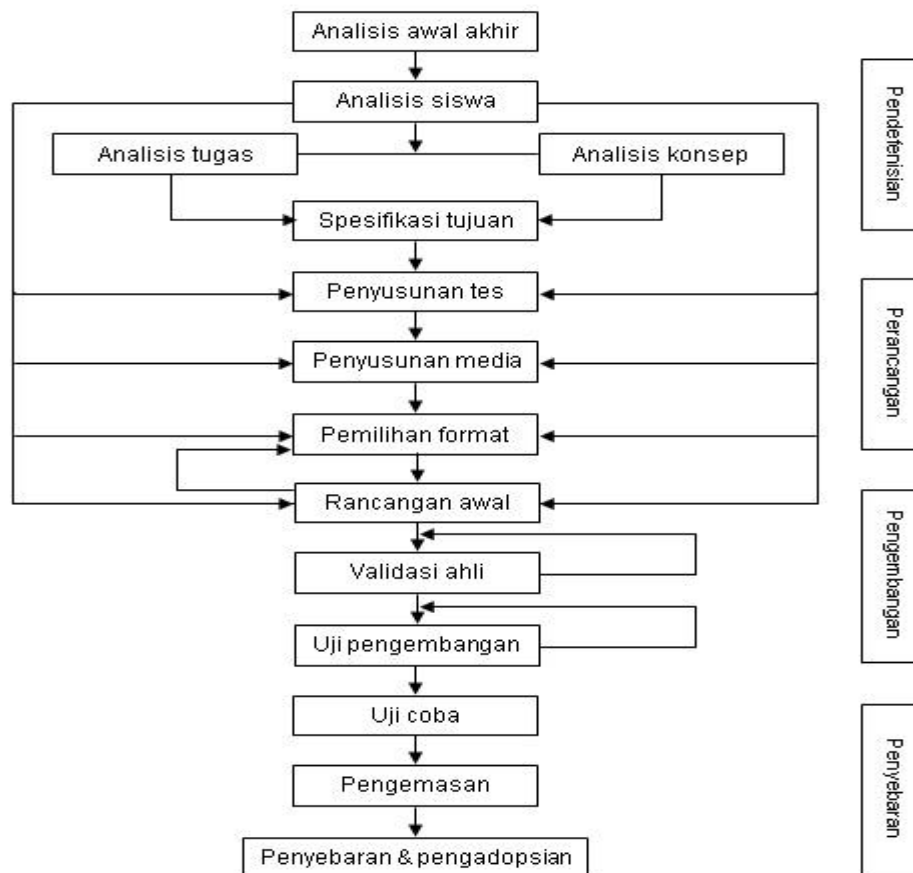 Analisis awal akhir
Analisis siswa
Analisis tugas
Analisis konsep
Spesifikasi tujuan
Penyusunan tes
Penyusunan media
Pemilihan format
Rancangan awal
Validasi ahli
Uji pengembangan
Uji coba
Pengemasan
Penyebaran & pengadopsian
Pendefenisian
Perancangan
Pengembangan
Penyebaran